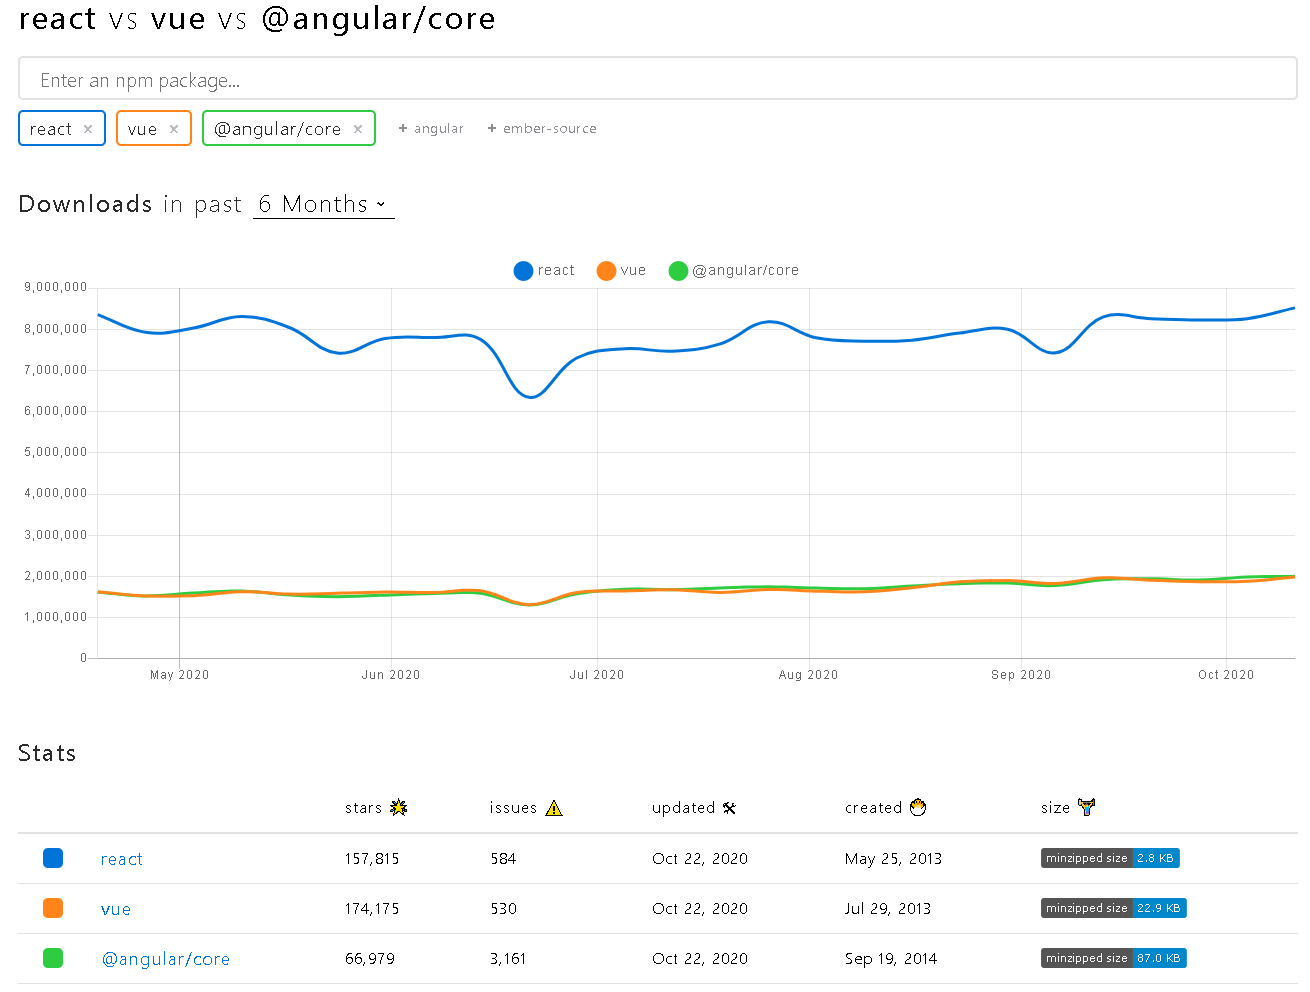 react vs vue vs @angular/core
Enter an npm package...
react × vue × @angular/core × + angular + ember-source
Downloads in past 6 Months
react vue @angular/core
9,000,000
8,000,000
7,000,000
6,000,000
5,000,000
4,000,000
3,000,000
2,000,000
1,000,000
0
May 2020 Jun 2020 Jul 2020 Aug 2020 Sep 2020 Oct 2020
Stats
stars issues updated created size
react 157,815 584 Oct 22, 2020 May 25, 2013 minzipped size 2.8 KB
vue 174,175 530 Oct 22, 2020 Jul 29, 2013 minzipped size 22.9 KB
@angular/core 66,979 3,161 Oct 22, 2020 Sep 19, 2014 minzipped size 87.0 KB